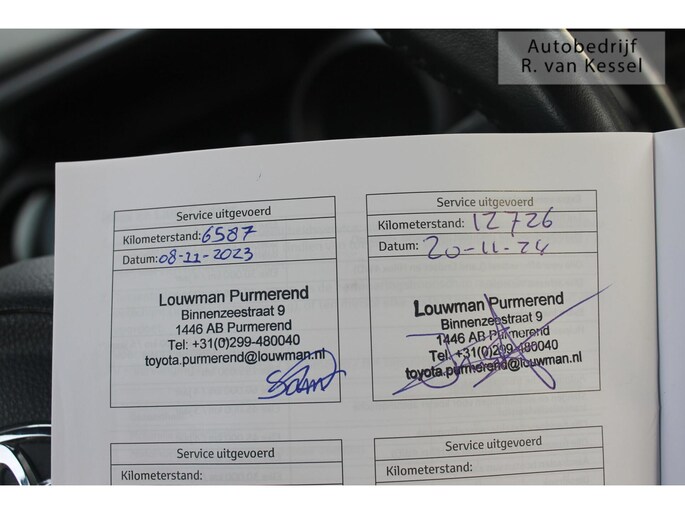 Autobedrijf
R. van Kessel
Service uitgevoerd
Kilometerstand: 6587
Datum: 08-11-2023
Louwman Purmerend
Binnenzeestraat 9
1446 AB Purmerend
Tel: +31(0)299-480040
toyota.purmerend@louwman.nl
Service uitgevoerd
Kilometerstand: 12726
Datum: 20-11-24
Louwman Purmerend
Binnenzeestraat 9
1446 AB Purmerend
Tel: +31(0)299-480040
toyota.purmerend@louwman.nl
Service uitgevoerd
Kilometerstand:
Service uitgevoerd
Kilometerstand: